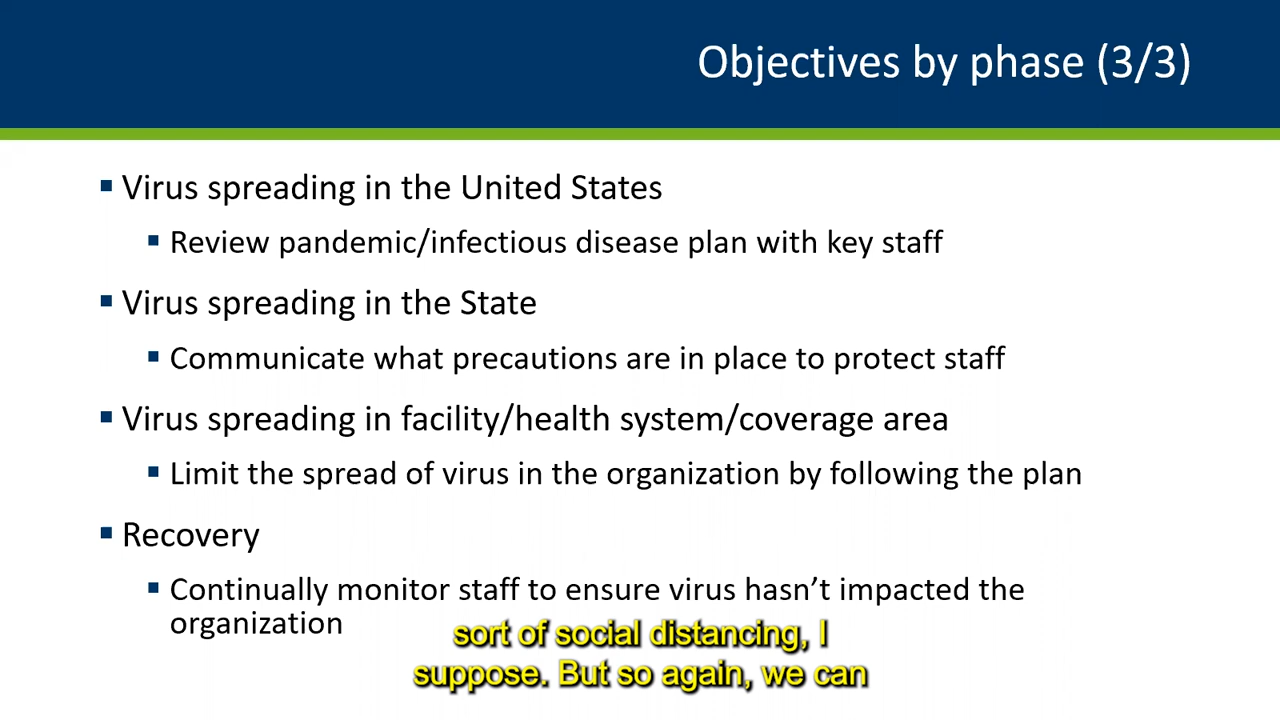 Objectives by phase (3/3)
▪ Virus spreading in the United States
▪ Review pandemic/infectious disease plan with key staff
▪ Virus spreading in the State
▪ Communicate what precautions are in place to protect staff
▪ Virus spreading in facility/health system/coverage area
▪ Limit the spread of virus in the organization by following the plan
▪ Recovery
▪ Continually monitor staff to ensure virus hasn’t impacted the
organization
sort of social distancing, I
suppose. But so again, we can